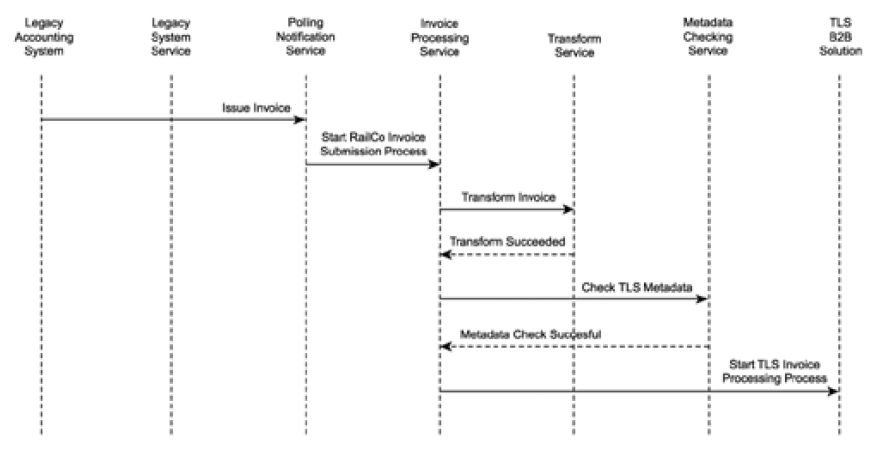 Legacy
Accounting
System
Legacy
System
Service
Polling
Notification
Service
Invoice
Processing
Service
Transform
Service
Metadata
Checking
Service
TLS
B2B
Solution
Issue Invoice
Start RailCo Invoice
Submission Process
Transform Invoice
Transform Succeeded
Check TLS Metadata
Metadata Check Succesful
Start TLS Invoice
Processing Process